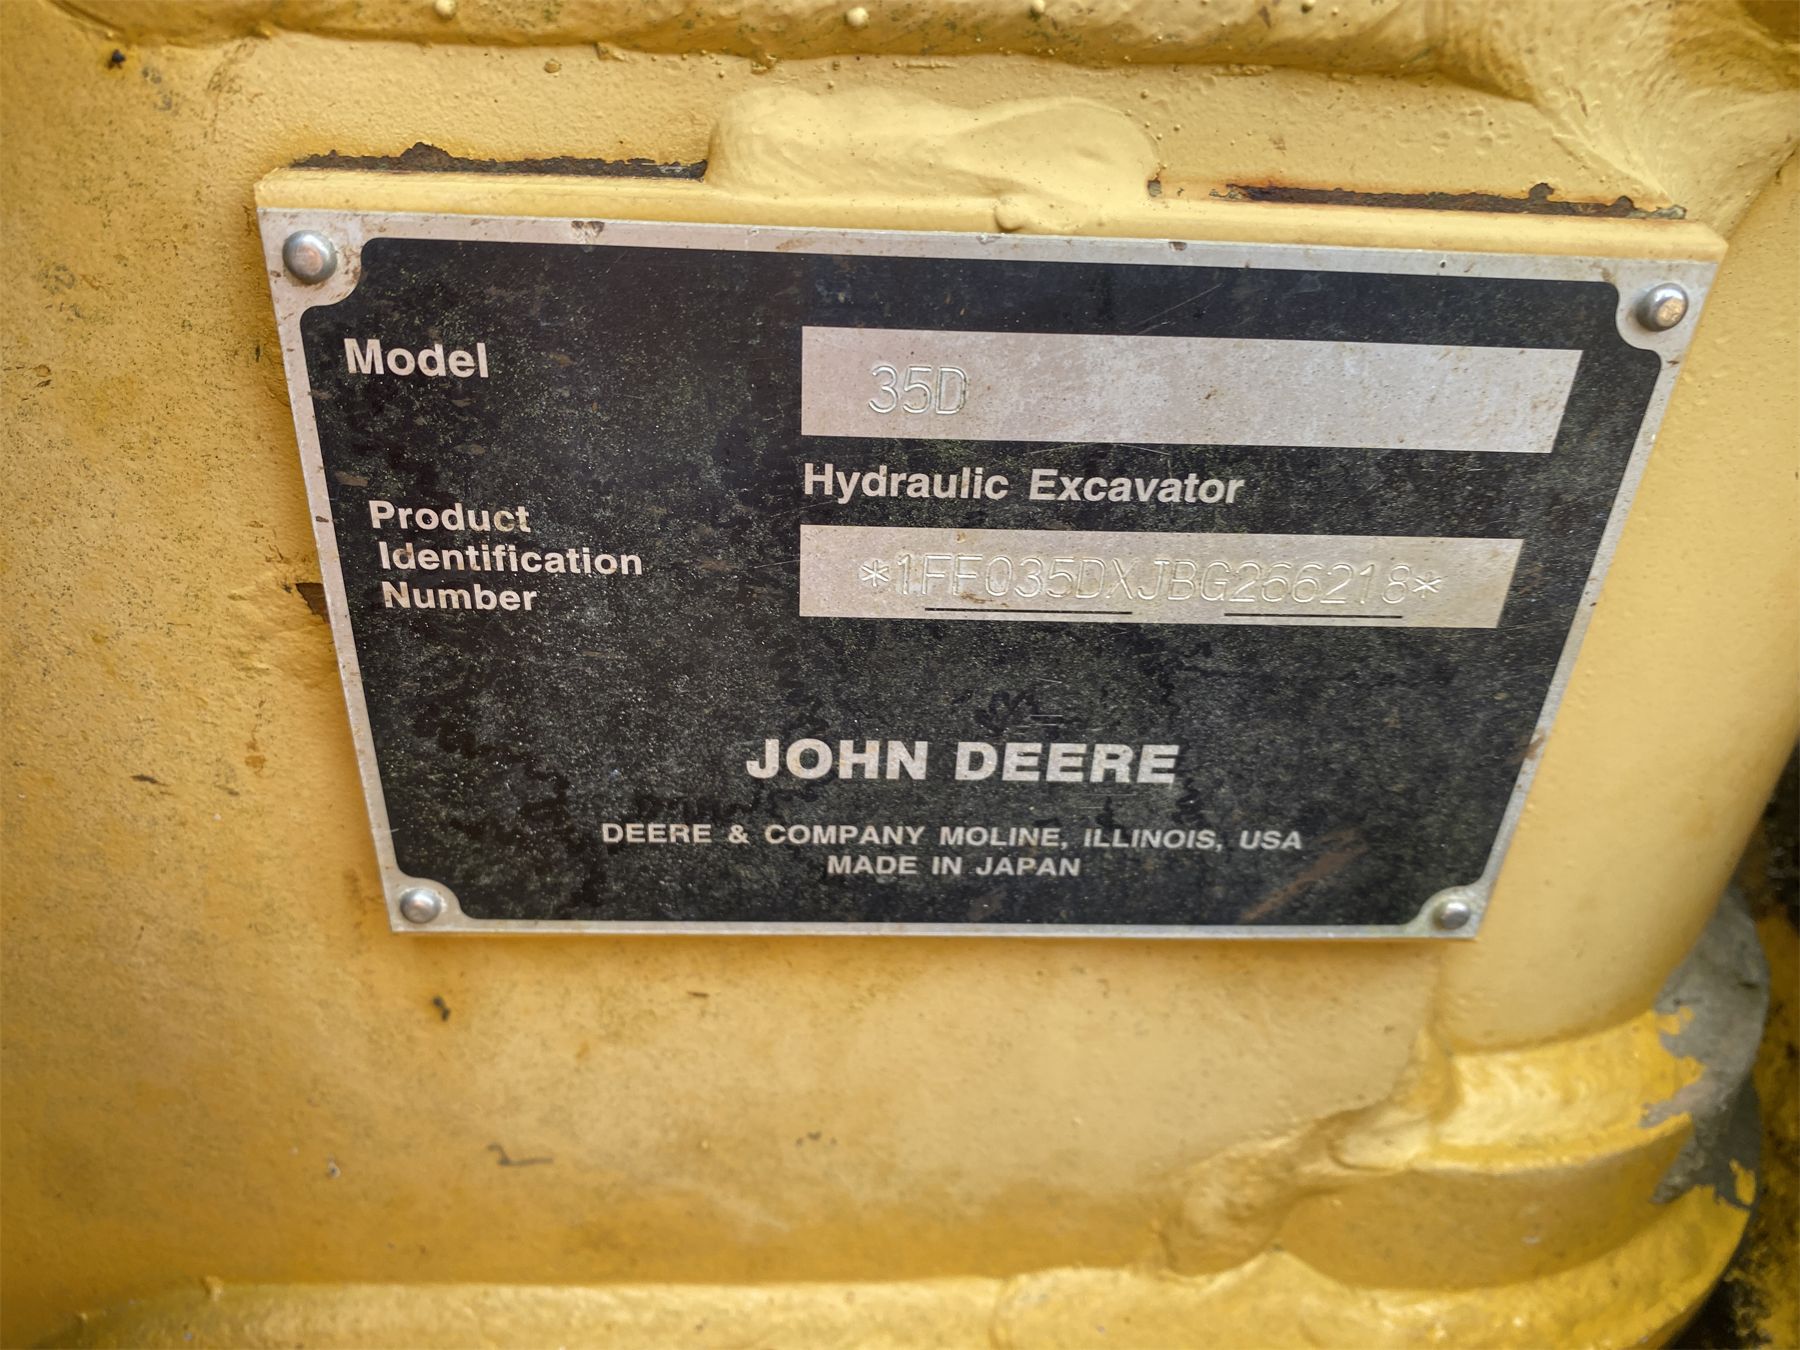 Model
35D
Hydraulic Excavator
Product
Identification
Number
*1FF035DXJBG266218*
JOHN DEERE
DEERE & COMPANY MOLINE, ILLINOIS, USA
MADE IN JAPAN